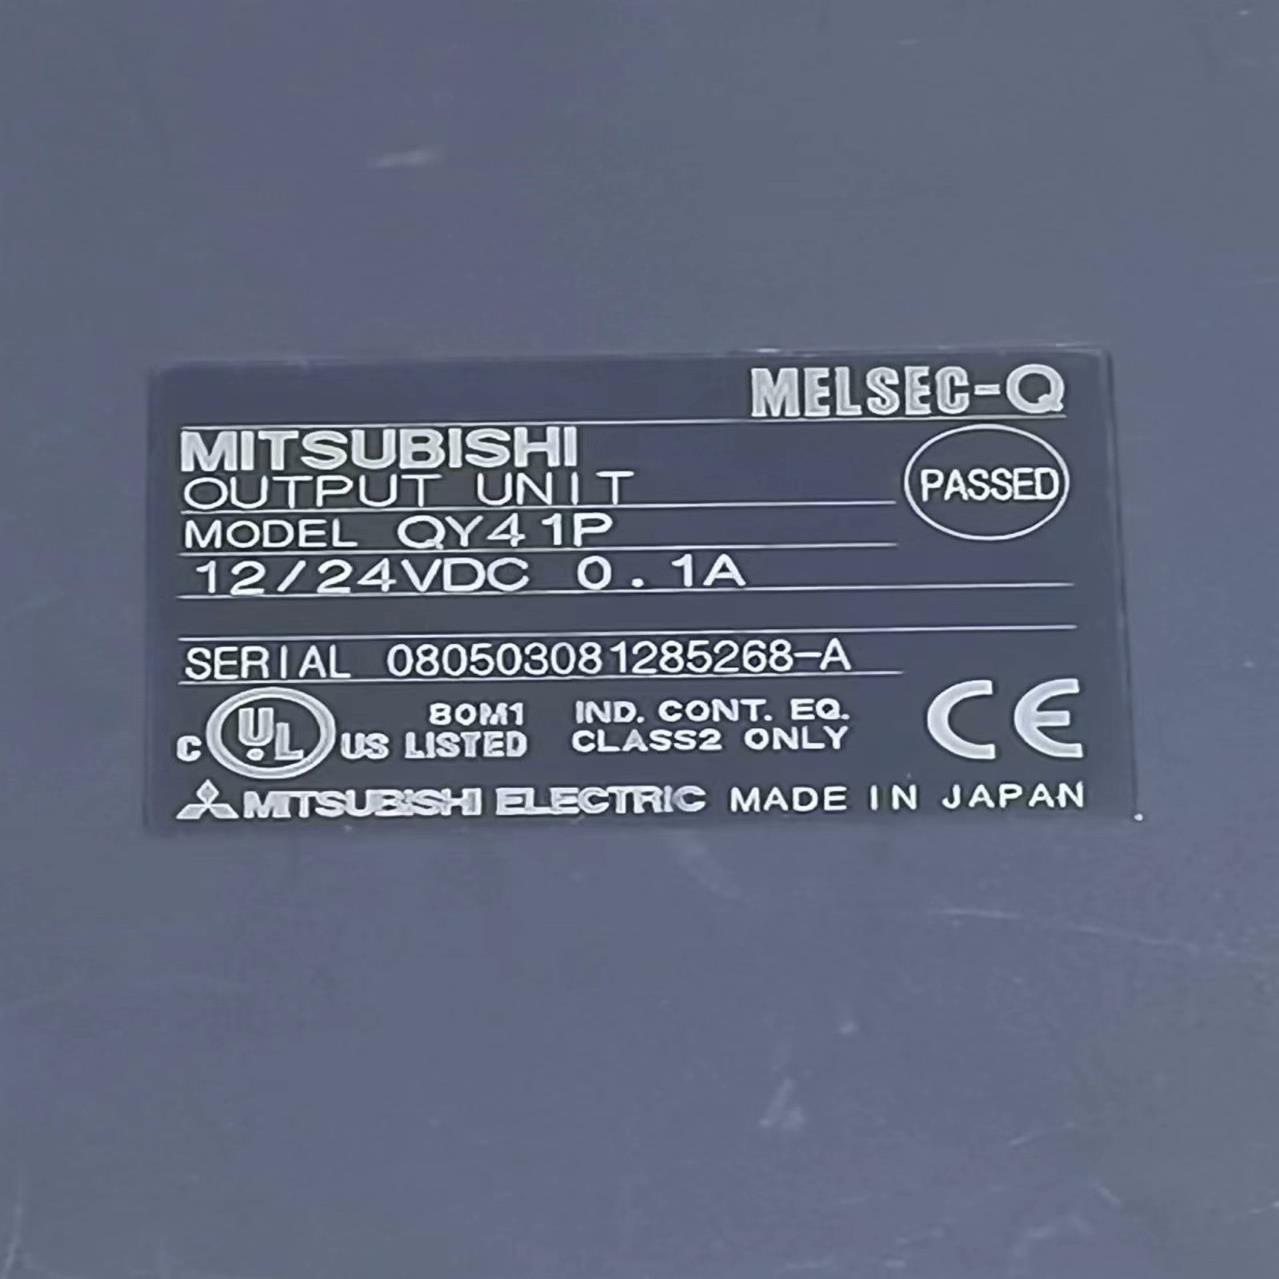 MELSEC-Q
MITSUBISHI
OUTPUT UNIT
PASSED
MODEL QY41P
12/24VDC 0.1A
SERIAL 080503081285268-A
C UL US 80M1 LISTED IND. CONT. EQ.
CLASS2 ONLY
CE
MITSUBISHI ELECTRIC MADE IN JAPAN